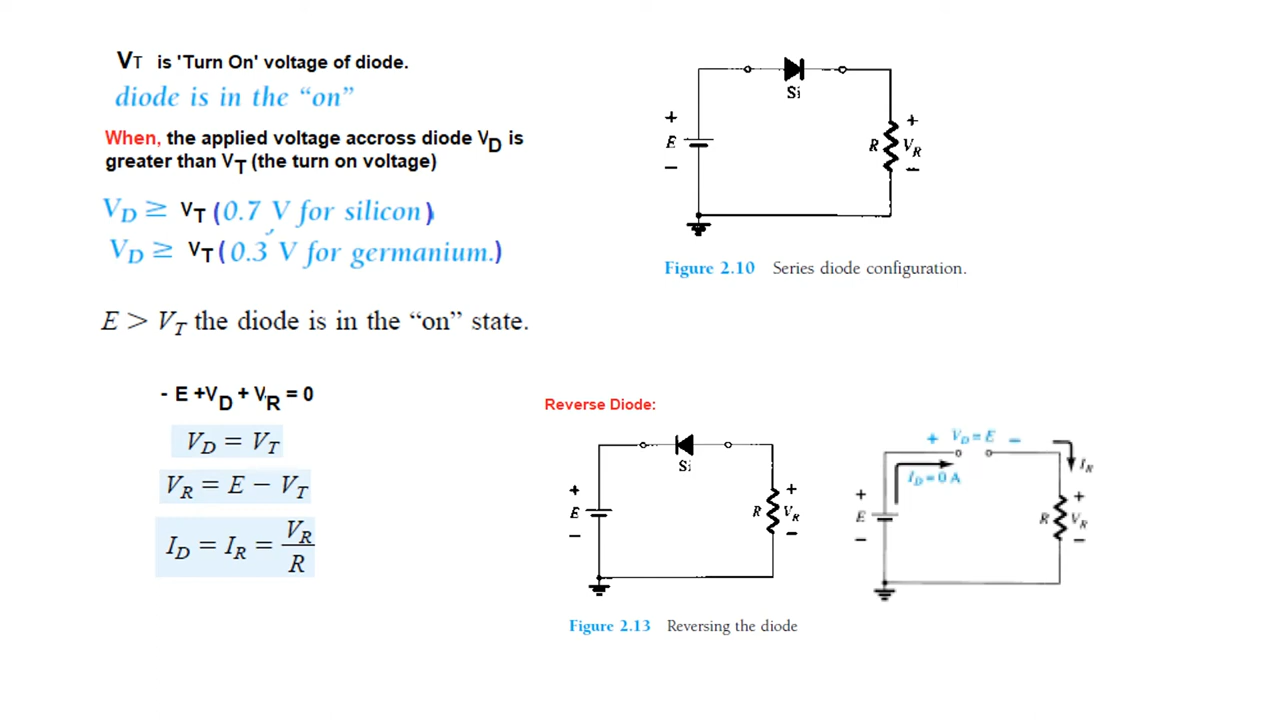 VT is 'Turn On' voltage of diode.
diode is in the “on”
When, the applied voltage accross diode VD is
greater than VT (the turn on voltage)
VD ≥ VT (0.7 V for silicon)
VD ≥ VT (0.3 V for germanium.)
E > VT the diode is in the “on” state.
- E +VD + VR = 0
VD = VT
VR = E − VT
ID = IR = VR
R
Si
+
E
−
R
+
VR
−
Figure 2.10 Series diode configuration.
Reverse Diode:
Si
+
E
−
R
+
VR
−
Figure 2.13 Reversing the diode
+ VD = E −
ID = 0 A
IR
+
E
−
R
+
VR
−